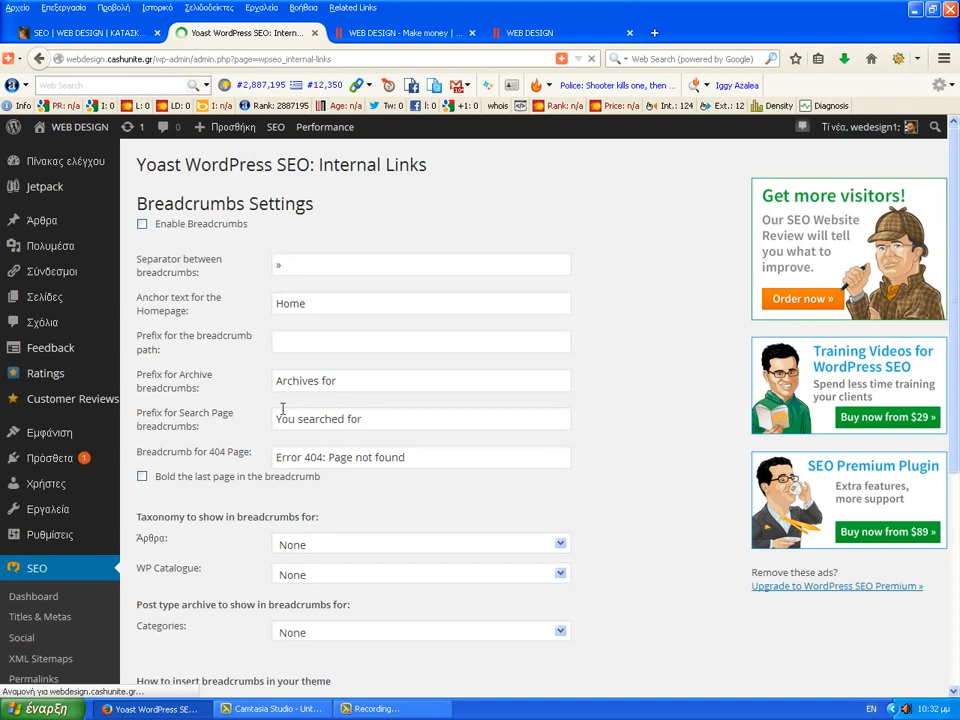 Αρχείο Επεξεργασία Προβολή Ιστορικό Σελιδοδείκτες Εργαλεία Βοήθεια Related Links
SEO | WEB DESIGN | ΚΑΤΑΣΚ... Yoast WordPress SEO: Intern... WEB DESIGN - Make money |... WEB DESIGN
webdesign.cashunite.gr/wp-admin/admin.php?page=wpseo_internal-links
Web Search (powered by Google)
Web Search
#2,887,195 #12,350
Police: Shooter kills one, then ...
Iggy Azalea
Info PR: n/a I: 0 L: 0 LD: 0 I: n/a Rank: 2887195 Age: n/a Tw: 0 l: 0 +1: 0 whois Rank: n/a Price: n/a Int.: 124 Ext.: 12 Density Diagnosis
WEB DESIGN 1 0 Προσθήκη SEO Performance
Τί νέα, wedesign1;
Πίνακας ελέγχου
Jetpack
Άρθρα
Πολυμέσα
Σύνδεσμοι
Σελίδες
Σχόλια
Feedback
Ratings
Customer Reviews
Εμφάνιση
Πρόσθετα 1
Χρήστες
Εργαλεία
Ρυθμίσεις
SEO
Dashboard
Titles & Metas
Social
XML Sitemaps
Permalinks
Yoast WordPress SEO: Internal Links
Breadcrumbs Settings
Enable Breadcrumbs
Separator between breadcrumbs:
»
Anchor text for the Homepage:
Home
Prefix for the breadcrumb path:
Prefix for Archive breadcrumbs:
Archives for
Prefix for Search Page breadcrumbs:
You searched for
Breadcrumb for 404 Page:
Error 404: Page not found
Bold the last page in the breadcrumb
Taxonomy to show in breadcrumbs for:
Άρθρα:
None
WP Catalogue:
None
Post type archive to show in breadcrumbs for:
Categories:
None
How to insert breadcrumbs in your theme
Get more visitors!
Our SEO Website
Review will tell
you what to
improve.
Order now »
Training Videos for
WordPress SEO
Spend less time training
your clients
Buy now from $29 »
SEO Premium Plugin
Extra features,
more support
Buy now from $89 »
Remove these ads?
Upgrade to WordPress SEO Premium »
Αναμονή για webdesign.cashunite.gr...
έναρξη Yoast WordPress SE... Camtasia Studio - Unt... Recording... EN 10:32 μμ